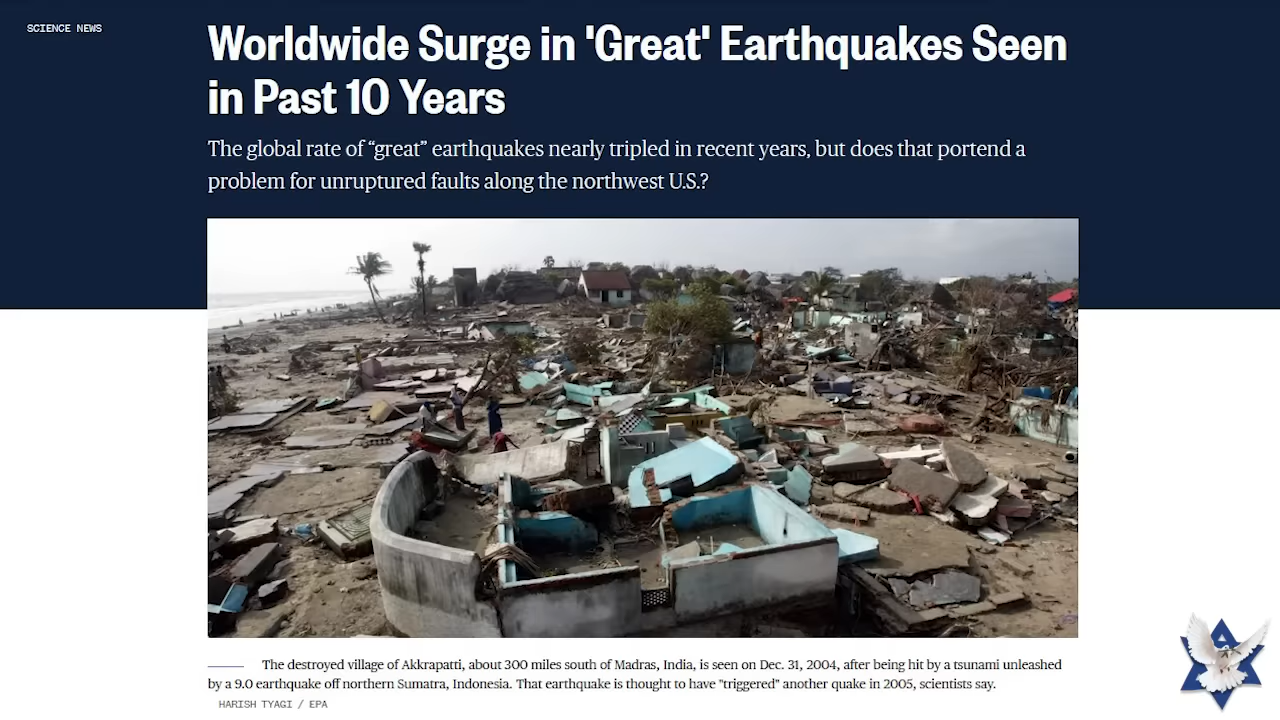 SCIENCE NEWS
Worldwide Surge in 'Great' Earthquakes Seen
in Past 10 Years
The global rate of “great” earthquakes nearly tripled in recent years, but does that portend a
problem for unruptured faults along the northwest U.S.?
The destroyed village of Akkrapatti, about 300 miles south of Madras, India, is seen on Dec. 31, 2004, after being hit by a tsunami unleashed
by a 9.0 earthquake off northern Sumatra, Indonesia. That earthquake is thought to have "triggered" another quake in 2005, scientists say.
HARISH TYAGI / EPA